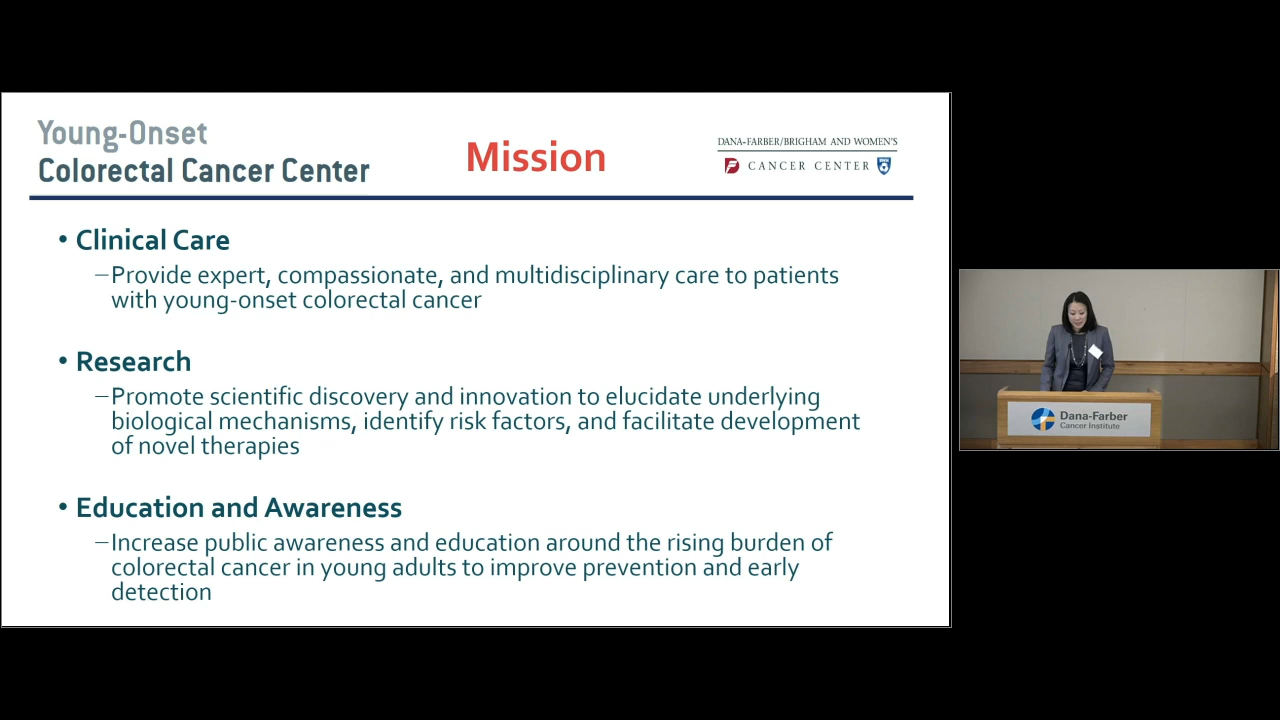 Young-Onset
Colorectal Cancer Center
Mission
DANA-FARBER/BRIGHAM AND WOMEN'S
CANCER CENTER
• Clinical Care
–Provide expert, compassionate, and multidisciplinary care to patients
with young-onset colorectal cancer
• Research
–Promote scientific discovery and innovation to elucidate underlying
biological mechanisms, identify risk factors, and facilitate development
of novel therapies
• Education and Awareness
–Increase public awareness and education around the rising burden of
colorectal cancer in young adults to improve prevention and early
detection
Dana-Farber
Cancer Institute